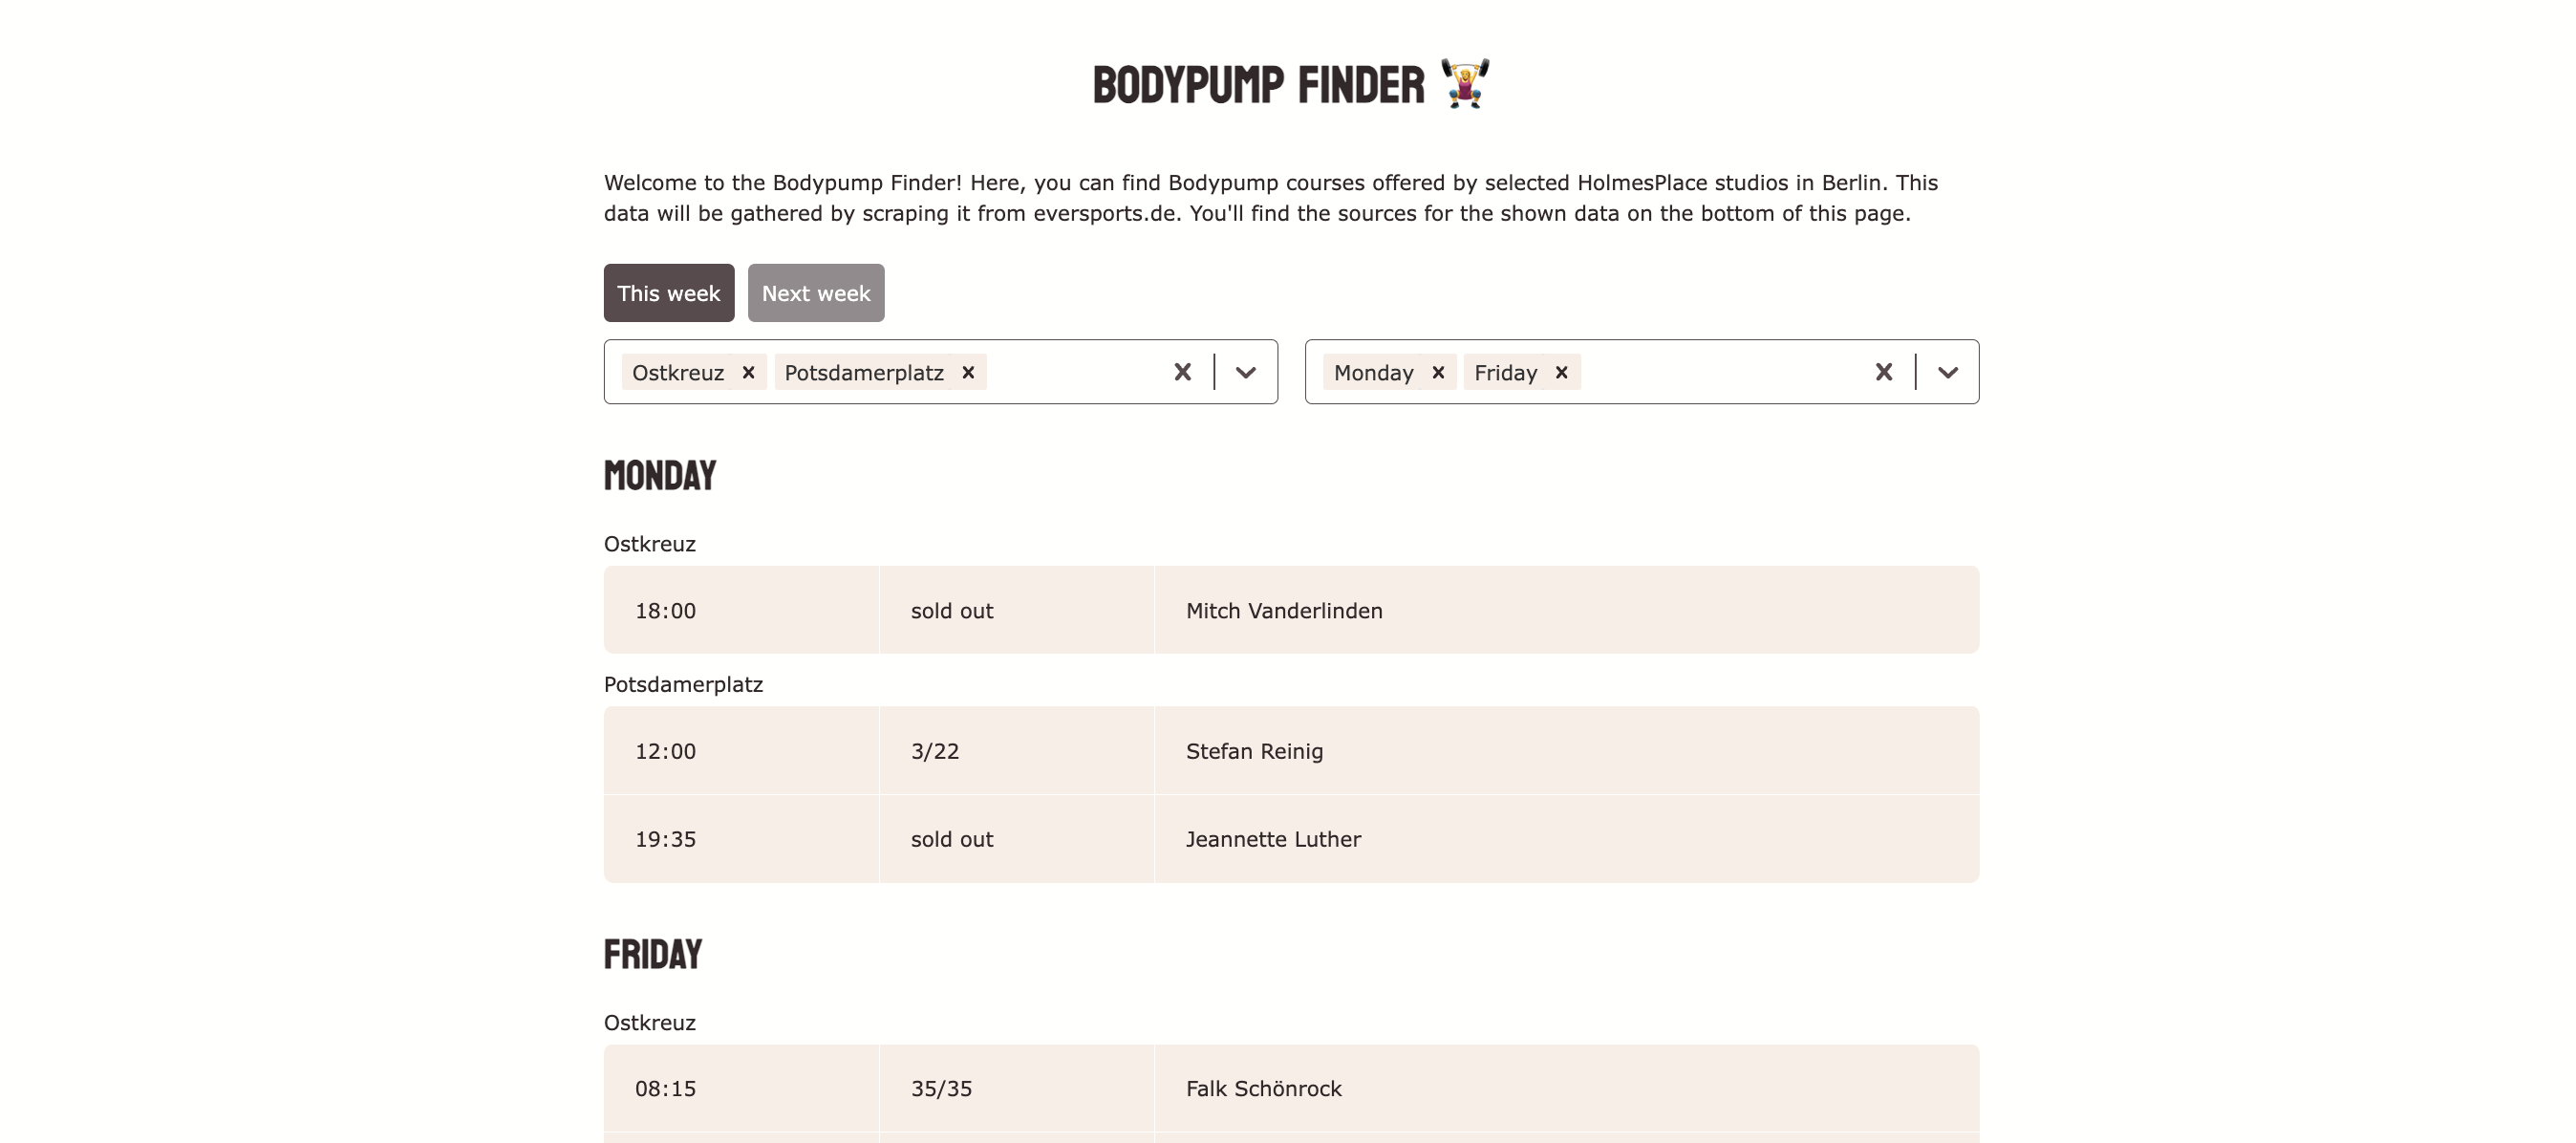 BODYPUMP FINDER
Welcome to the Bodypump Finder! Here, you can find Bodypump courses offered by selected HolmesPlace studios in Berlin. This
data will be gathered by scraping it from eversports.de. You'll find the sources for the shown data on the bottom of this page.
This week Next week
Ostkreuz Potsdamerplatz Monday Friday
MONDAY
Ostkreuz
18:00 sold out Mitch Vanderlinden
Potsdamerplatz
12:00 3/22 Stefan Reinig
19:35 sold out Jeannette Luther
FRIDAY
Ostkreuz
08:15 35/35 Falk Schönrock